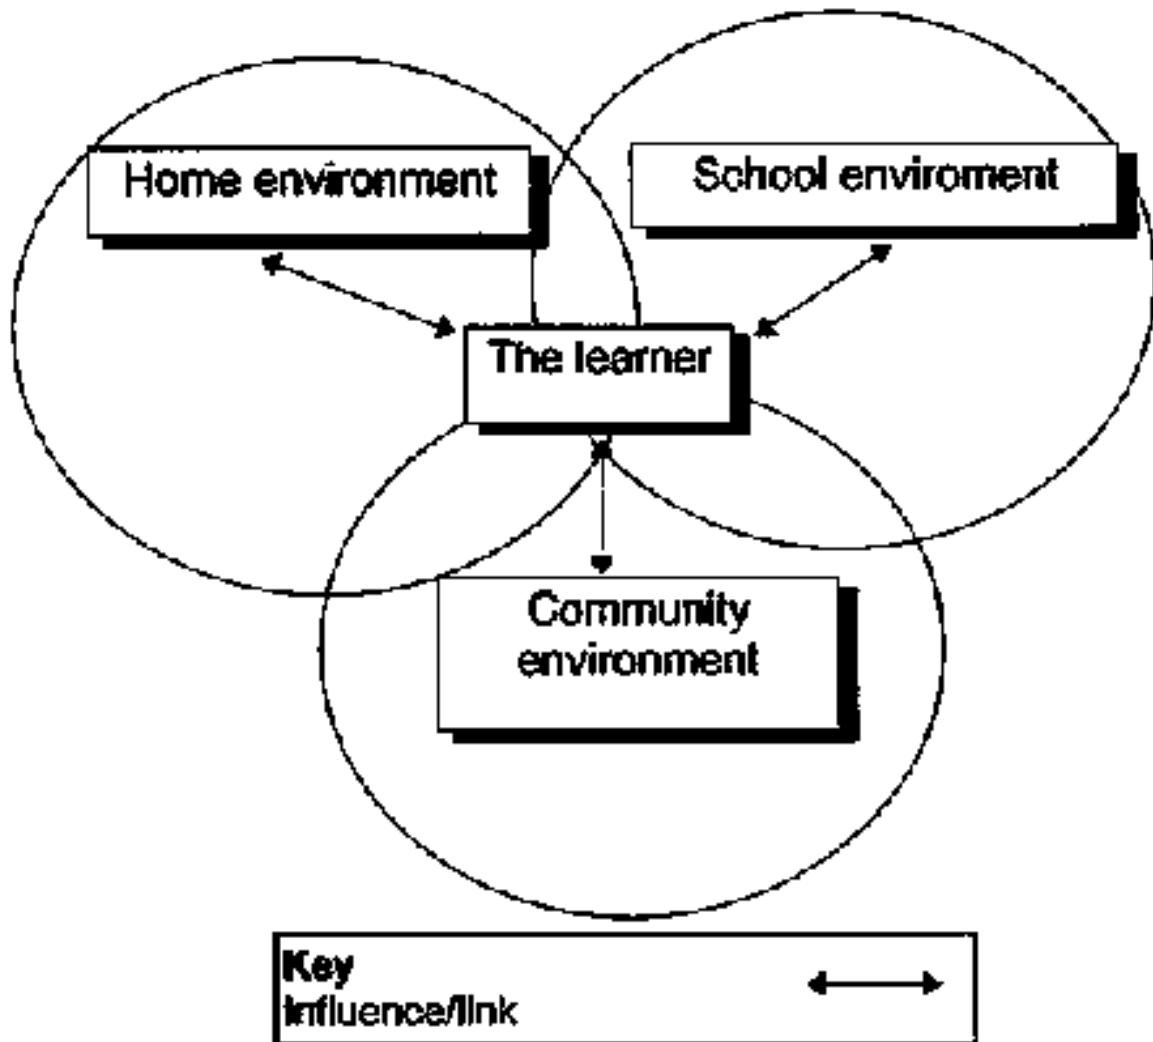 Home environment
School enviroment
The learner
Community
environment
Key
Influence/link